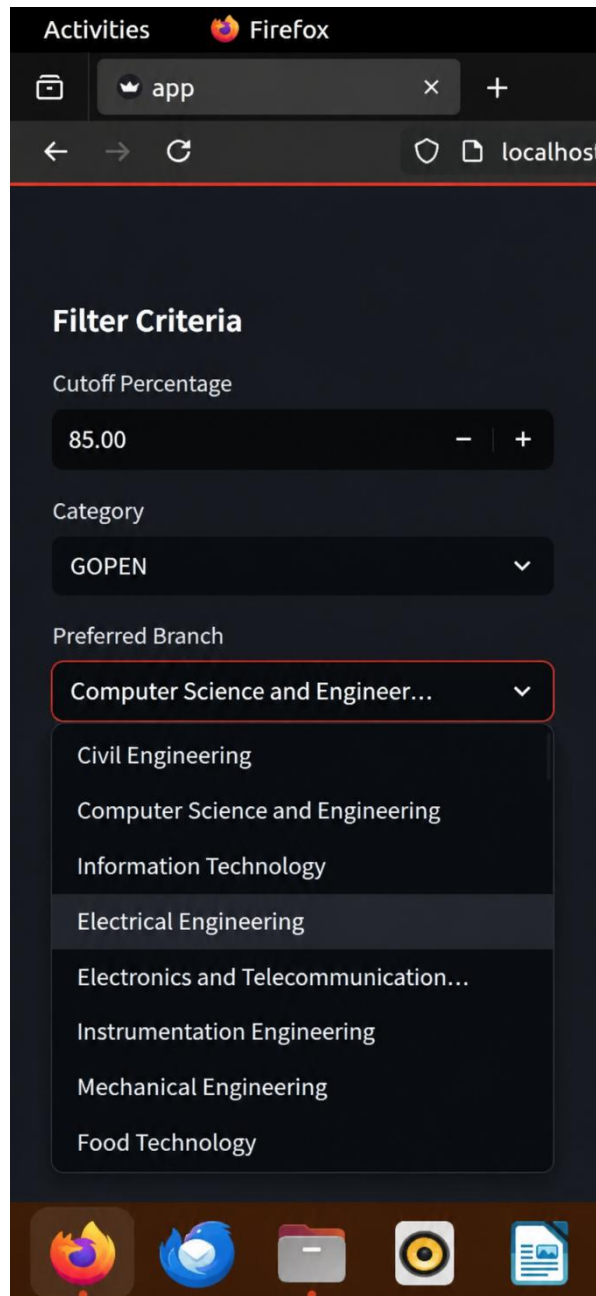 Activities Firefox
app
localhost
Filter Criteria
Cutoff Percentage
85.00
Category
GOPEN
Preferred Branch
Computer Science and Engineer…
Civil Engineering
Computer Science and Engineering
Information Technology
Electrical Engineering
Electronics and Telecommunication…
Instrumentation Engineering
Mechanical Engineering
Food Technology